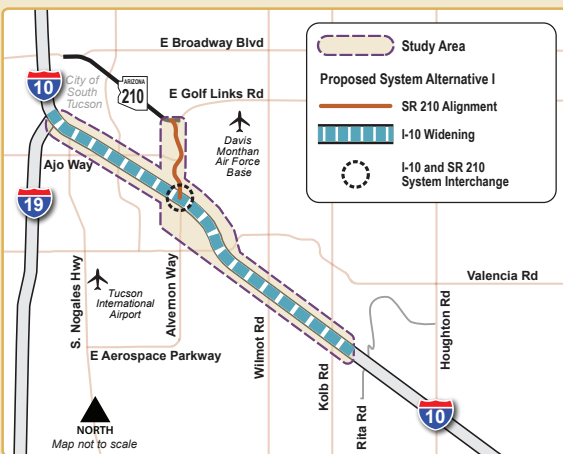 E Broadway Blvd
10
City of
South
Tucson
ARIZONA
210
E Golf Links Rd
Davis
Monthan
Air Force
Base
Ajo Way
19
S. Nogales Hwy
Tucson
International
Airport
Alvernon Way
E Aerospace Parkway
Wilmot Rd
Kolb Rd
Rita Rd
Houghton Rd
Valencia Rd
10
NORTH
Map not to scale
Study Area
Proposed System Alternative I
SR 210 Alignment
I-10 Widening
I-10 and SR 210
System Interchange